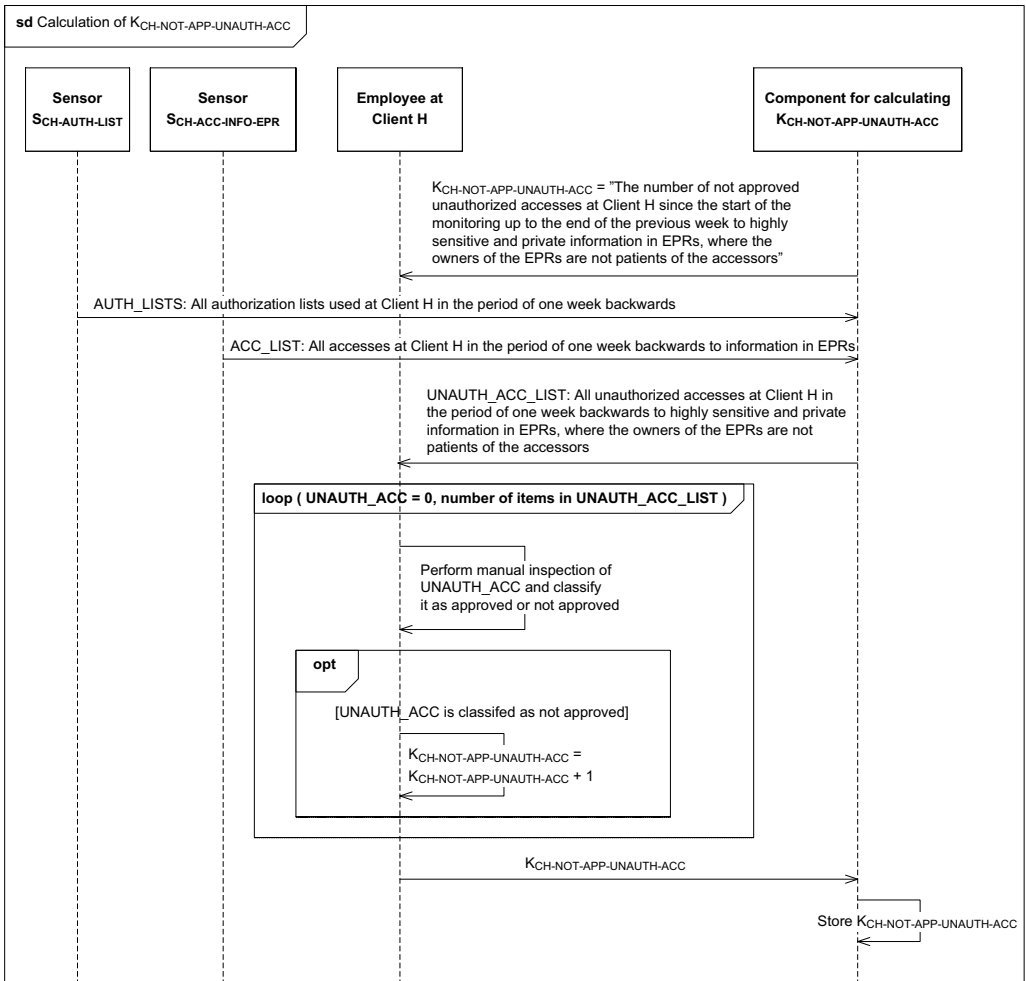 sd Calculation of KCH-NOT-APP-UNAUTH-ACC
Sensor
SCH-AUTH-LIST
Sensor
SCH-ACC-INFO-EPR
Employee at
Client H
Component for calculating
KCH-NOT-APP-UNAUTH-ACC
KCH-NOT-APP-UNAUTH-ACC = ”The number of not approved
unauthorized accesses at Client H since the start of the
monitoring up to the end of the previous week to highly
sensitive and private information in EPRs, where the
owners of the EPRs are not patients of the accessors”
AUTH_LISTS: All authorization lists used at Client H in the period of one week backwards
ACC_LIST: All accesses at Client H in the period of one week backwards to information in EPRs
UNAUTH_ACC_LIST: All unauthorized accesses at Client H in
the period of one week backwards to highly sensitive and private
information in EPRs, where the owners of the EPRs are not
patients of the accessors
loop ( UNAUTH_ACC = 0, number of items in UNAUTH_ACC_LIST )
Perform manual inspection of
UNAUTH_ACC and classify
it as approved or not approved
opt
[UNAUTH_ACC is classifed as not approved]
KCH-NOT-APP-UNAUTH-ACC =
KCH-NOT-APP-UNAUTH-ACC + 1
KCH-NOT-APP-UNAUTH-ACC
Store KCH-NOT-APP-UNAUTH-ACC